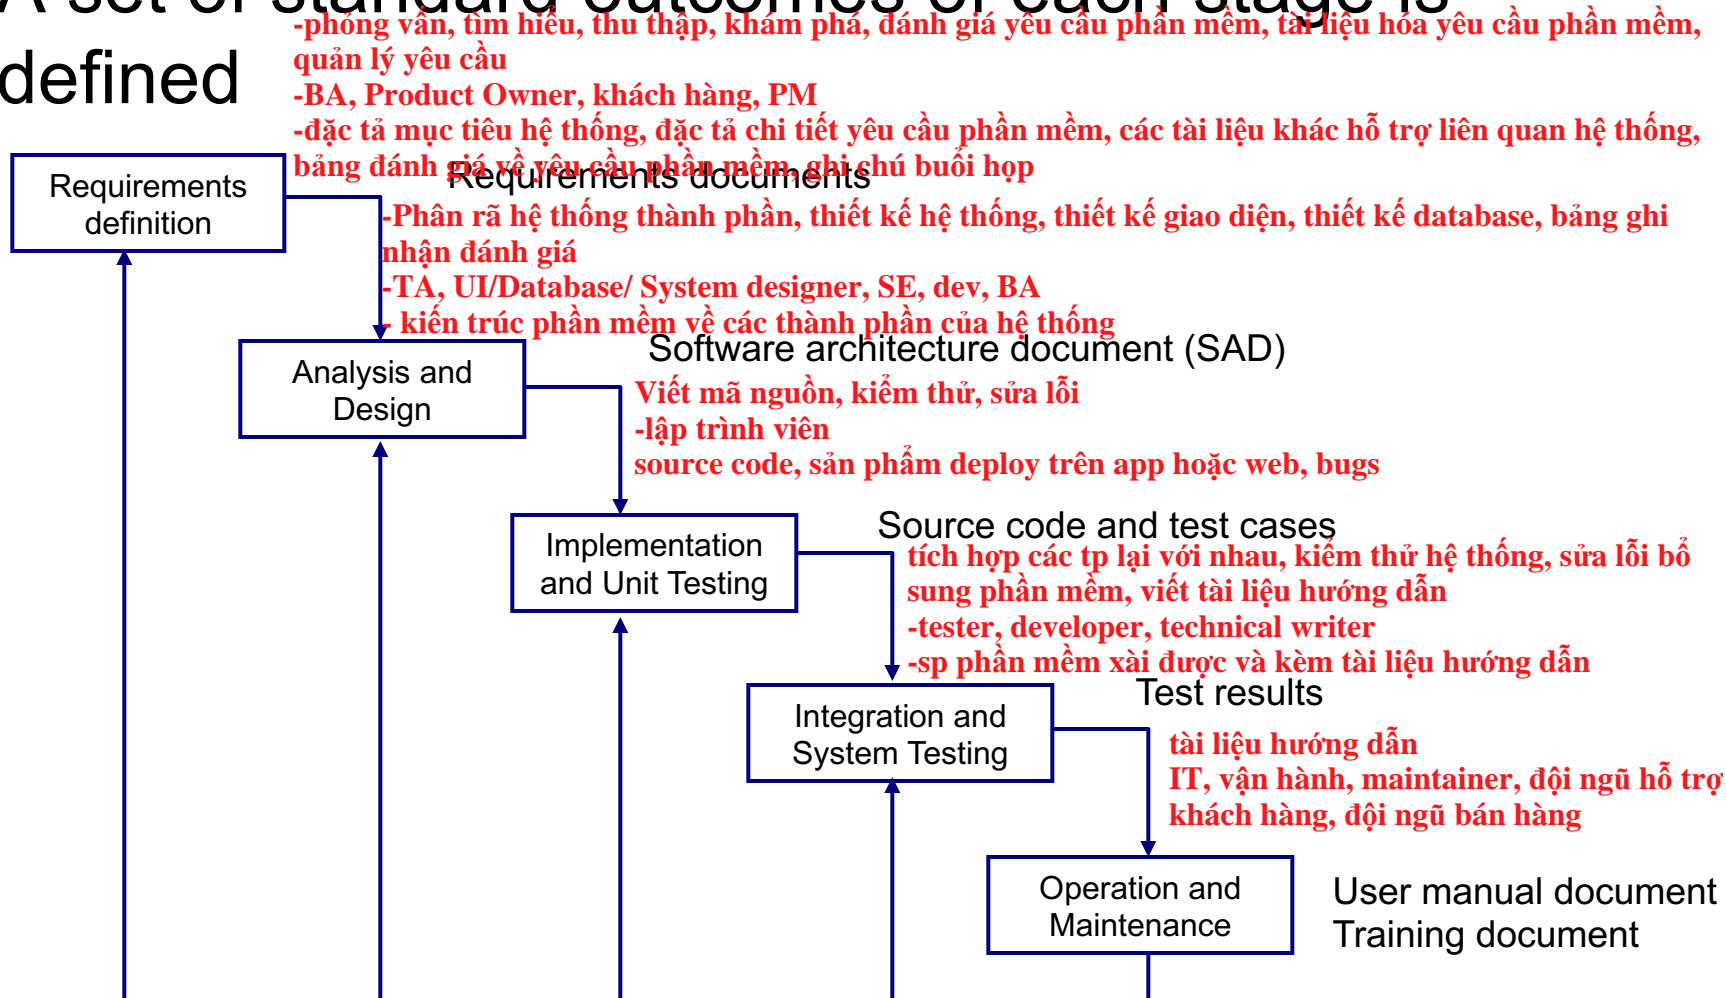 A set of standard outcomes of each stage is
defined
-phỏng vấn, tìm hiểu, thu thập, khám phá, đánh giá yêu cầu phần mềm, tài liệu hóa yêu cầu phần mềm,
quản lý yêu cầu
-BA, Product Owner, khách hàng, PM
-đặc tả mục tiêu hệ thống, đặc tả chi tiết yêu cầu phần mềm, các tài liệu khác hỗ trợ liên quan hệ thống,
bảng đánh giá về yêu cầu phần mềm, ghi chú buổi họp
Requirements
definition
Requirements documents
-Phân rã hệ thống thành phần, thiết kế hệ thống, thiết kế giao diện, thiết kế database, bảng ghi
nhận đánh giá
-TA, UI/Database/ System designer, SE, dev, BA
- kiến trúc phần mềm về các thành phần của hệ thống
Analysis and
Design
Software architecture document (SAD)
Viết mã nguồn, kiểm thử, sửa lỗi
-lập trình viên
source code, sản phẩm deploy trên app hoặc web, bugs
Implementation
and Unit Testing
Source code and test cases
tích hợp các tp lại với nhau, kiểm thử hệ thống, sửa lỗi bổ
sung phần mềm, viết tài liệu hướng dẫn
-tester, developer, technical writer
-sp phần mềm xài được và kèm tài liệu hướng dẫn
Integration and
System Testing
Test results
tài liệu hướng dẫn
IT, vận hành, maintainer, đội ngũ hỗ trợ
khách hàng, đội ngũ bán hàng
Operation and
Maintenance
User manual document
Training document